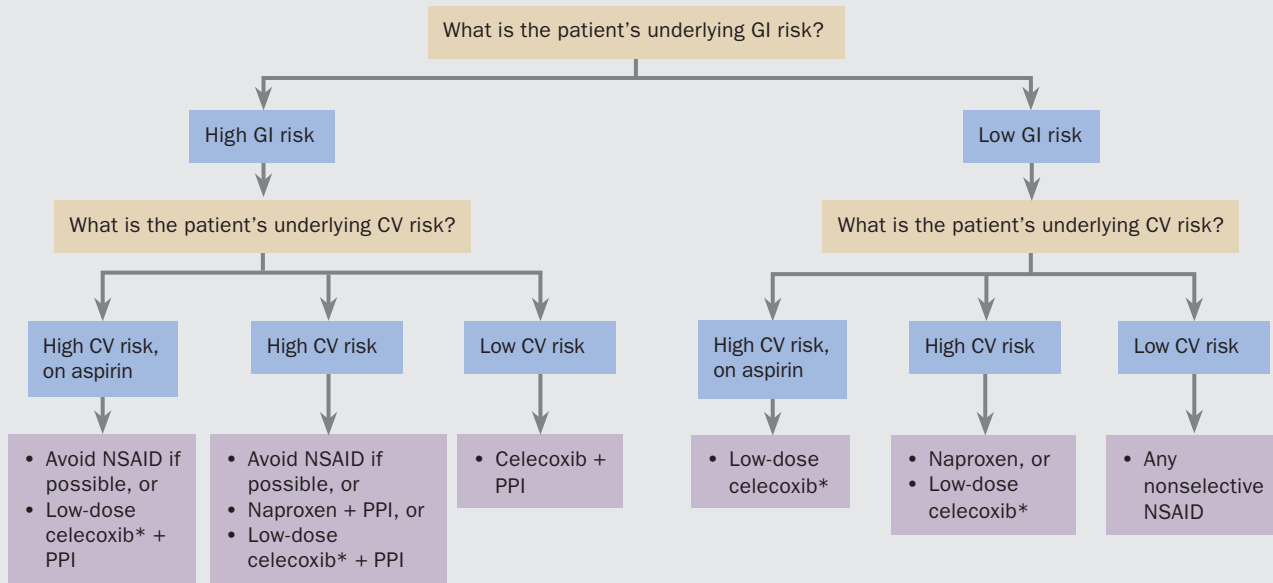 What is the patient's underlying GI risk?
High GI risk
Low GI risk
What is the patient's underlying CV risk?
What is the patient's underlying CV risk?
High CV risk,
on aspirin
High CV risk
Low CV risk
High CV risk,
on aspirin
High CV risk
Low CV risk
• Avoid NSAID if
possible, or
• Low-dose
celecoxib* +
PPI
• Avoid NSAID if
possible, or
• Naproxen + PPI, or
• Low-dose
celecoxib* + PPI
• Celecoxib +
PPI
• Low-dose
celecoxib*
• Naproxen, or
• Low-dose
celecoxib*
• Any
nonselective
NSAID